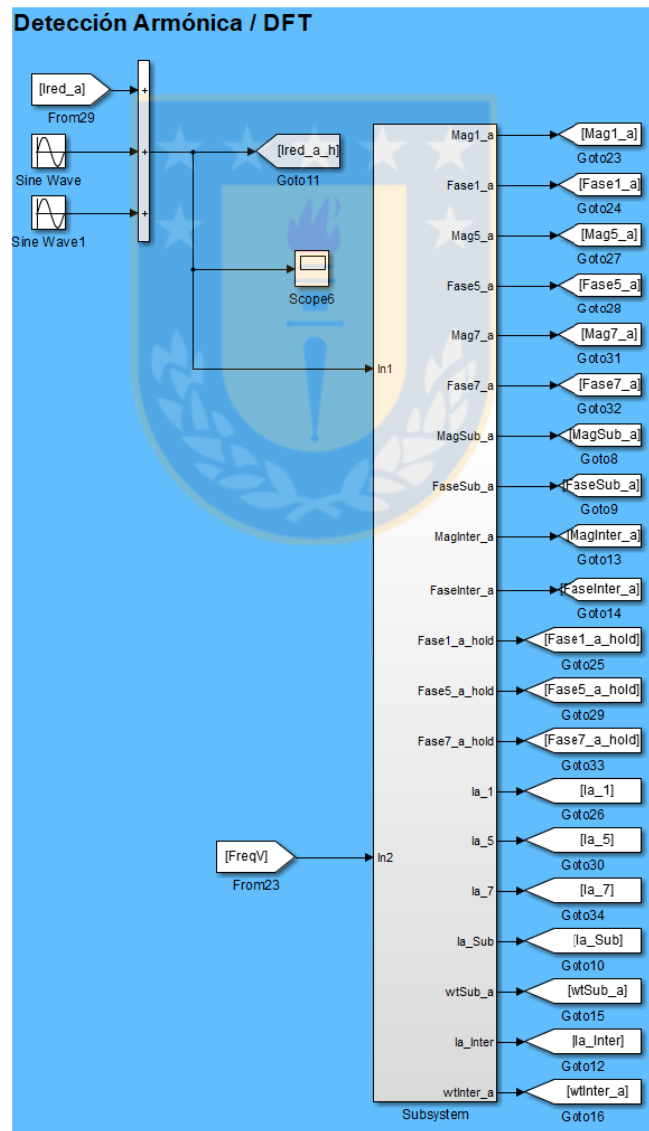 Detección Armónica / DFT
[Ired_a]
From29
Sine Wave
Sine Wave1
+
+
+
[Ired_a_h]
Goto11
Scope6
In1
[FreqV]
From23
In2
Mag1_a
[Mag1_a]
Goto23
Fase1_a
[Fase1_a]
Goto24
Mag5_a
[Mag5_a]
Goto27
Fase5_a
[Fase5_a]
Goto28
Mag7_a
[Mag7_a]
Goto31
Fase7_a
[Fase7_a]
Goto32
MagSub_a
[MagSub_a]
Goto8
FaseSub_a
[FaseSub_a]
Goto9
MagInter_a
[MagInter_a]
Goto13
FaseInter_a
[FaseInter_a]
Goto14
Fase1_a_hold
[Fase1_a_hold]
Goto25
Fase5_a_hold
[Fase5_a_hold]
Goto29
Fase7_a_hold
[Fase7_a_hold]
Goto33
Ia_1
[Ia_1]
Goto26
Ia_5
[Ia_5]
Goto30
Ia_7
[Ia_7]
Goto34
Ia_Sub
[Ia_Sub]
Goto10
wtSub_a
[wtSub_a]
Goto15
Ia_Inter
[Ia_Inter]
Goto12
wtInter_a
[wtInter_a]
Goto16
Subsystem